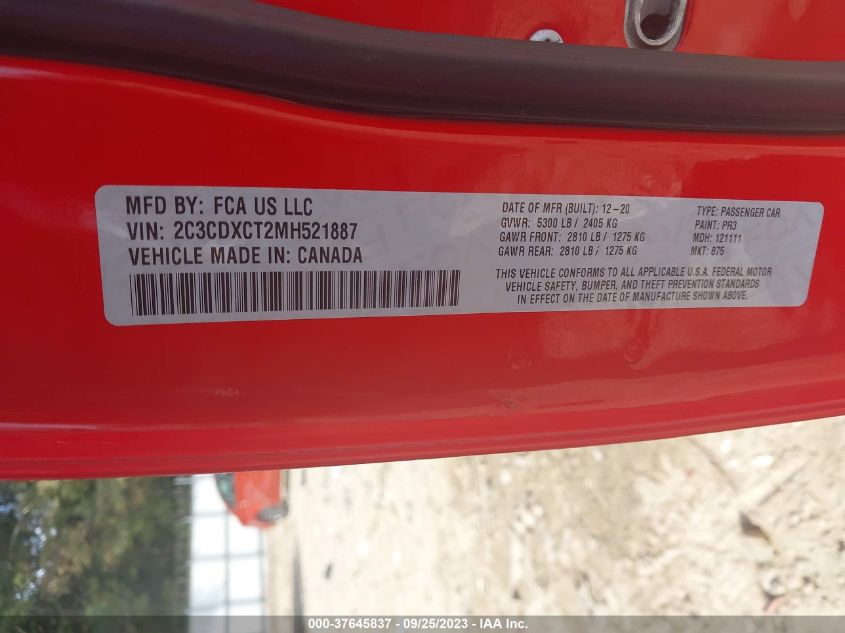 MFD BY: FCA US LLC
VIN: 2C3CDXCT2MH521887
VEHICLE MADE IN: CANADA
DATE OF MFR (BUILT): 12-20
GVWR: 5300 LB / 2405 KG
GAWR FRONT: 2810 LB / 1275 KG
GAWR REAR: 2810 LB / 1275 KG
TYPE: PASSENGER CAR
PAINT: PR3
MDH: 121111
MKT: 875
THIS VEHICLE CONFORMS TO ALL APPLICABLE U.S.A. FEDERAL MOTOR
VEHICLE SAFETY, BUMPER, AND THEFT PREVENTION STANDARDS
IN EFFECT ON THE DATE OF MANUFACTURE SHOWN ABOVE.
000-37645837 - 09/25/2023 - IAA Inc.